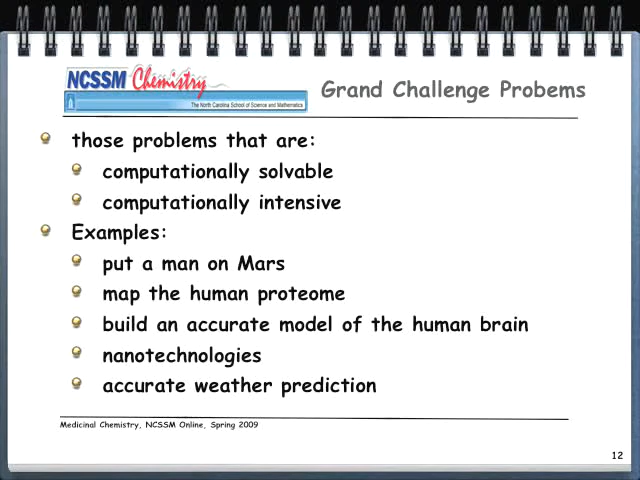 NCSSM Chemistry
The North Carolina School of Science and Mathematics
Grand Challenge Probems
those problems that are:
computationally solvable
computationally intensive
Examples:
put a man on Mars
map the human proteome
build an accurate model of the human brain
nanotechnologies
accurate weather prediction
Medicinal Chemistry, NCSSM Online, Spring 2009
12